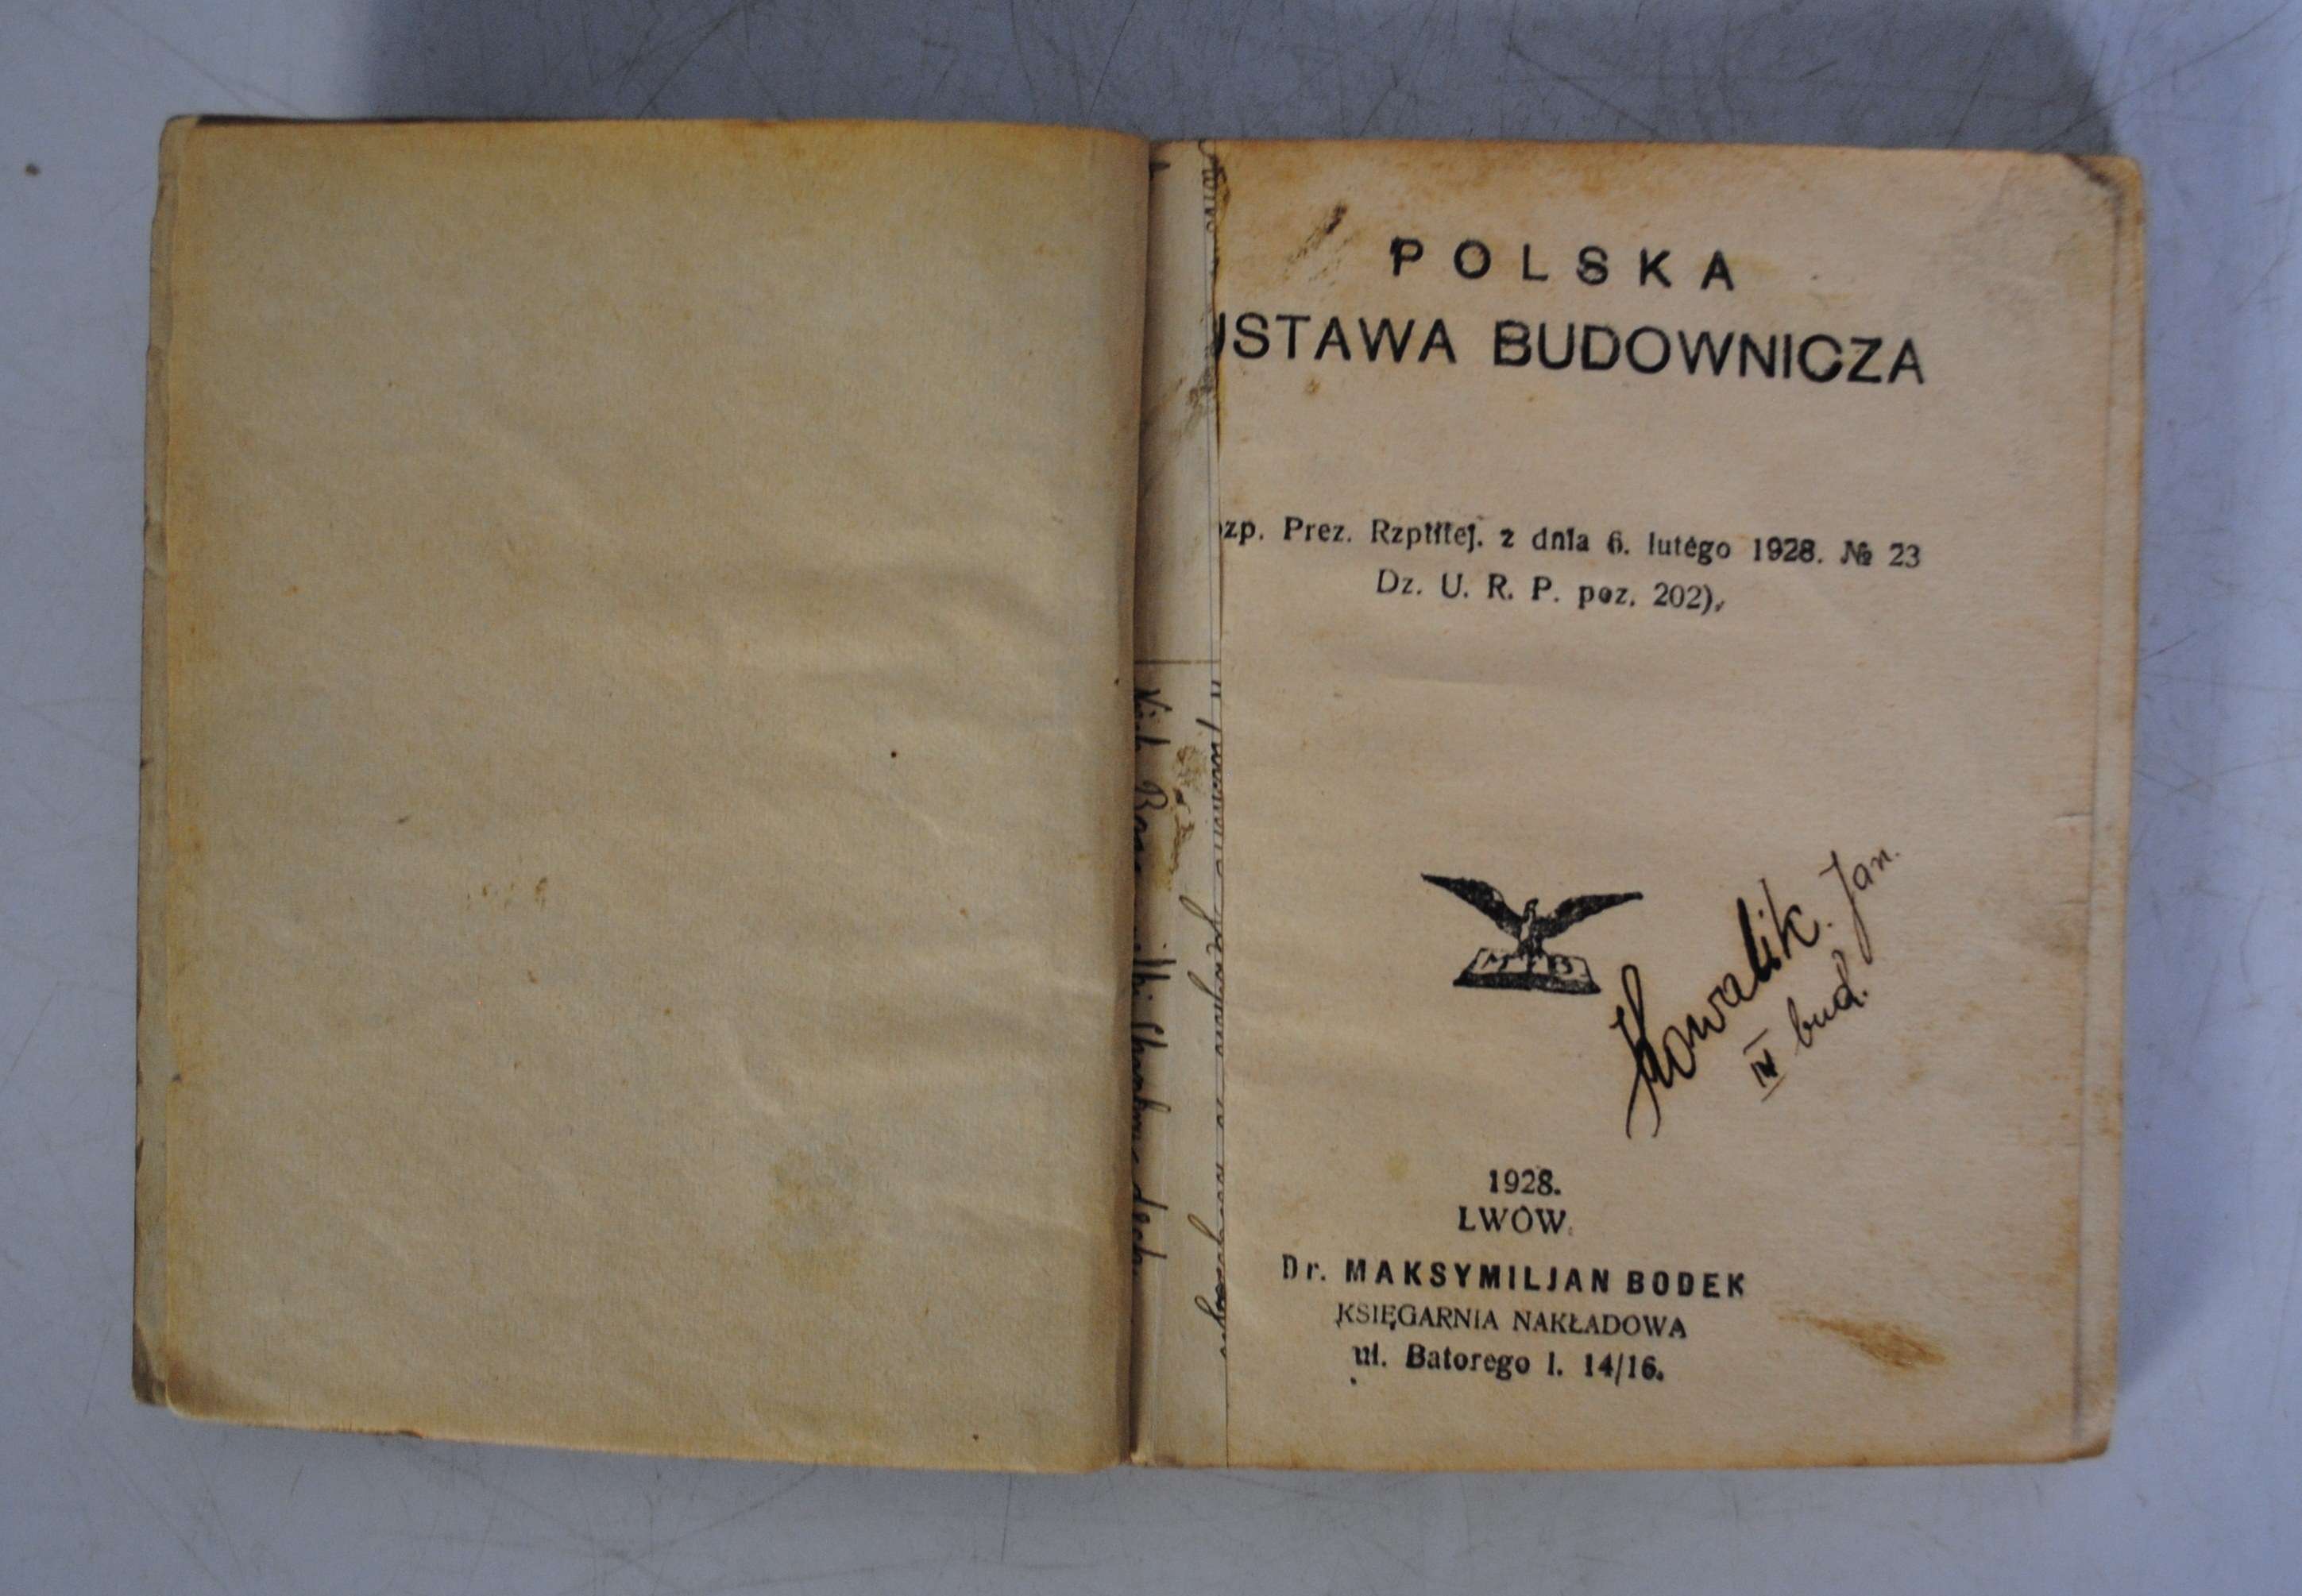 POLSKA
USTAWA BUDOWNICZA
ozp. Prez. Rzplitej. z dnia 6. lutego 1928. № 23
Dz. U. R. P. poz. 202).
Kowalik. Jan.
IV bud.
1928.
LWÓW.
Dr. MAKSYMILJAN BODEK
KSIĘGARNIA NAKŁADOWA
ul. Batorego l. 14/16.